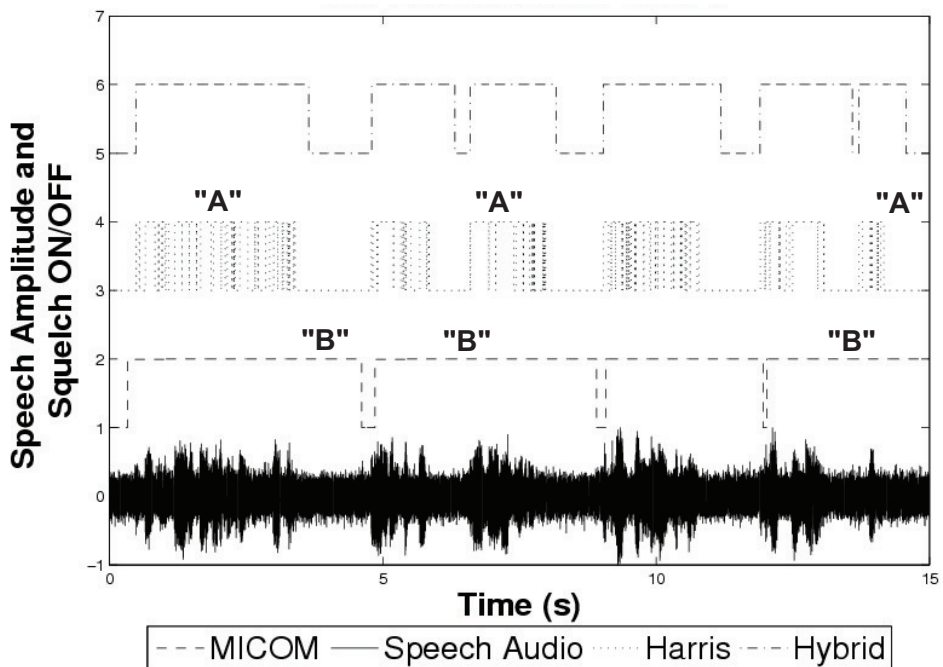 7
6
5
"A" "A" "A"
4
3
"B" "B" "B"
2
1
0
−1
0 5 10 15
Speech Amplitude and
Squelch ON/OFF
Time (s)
MICOM Speech Audio Harris Hybrid